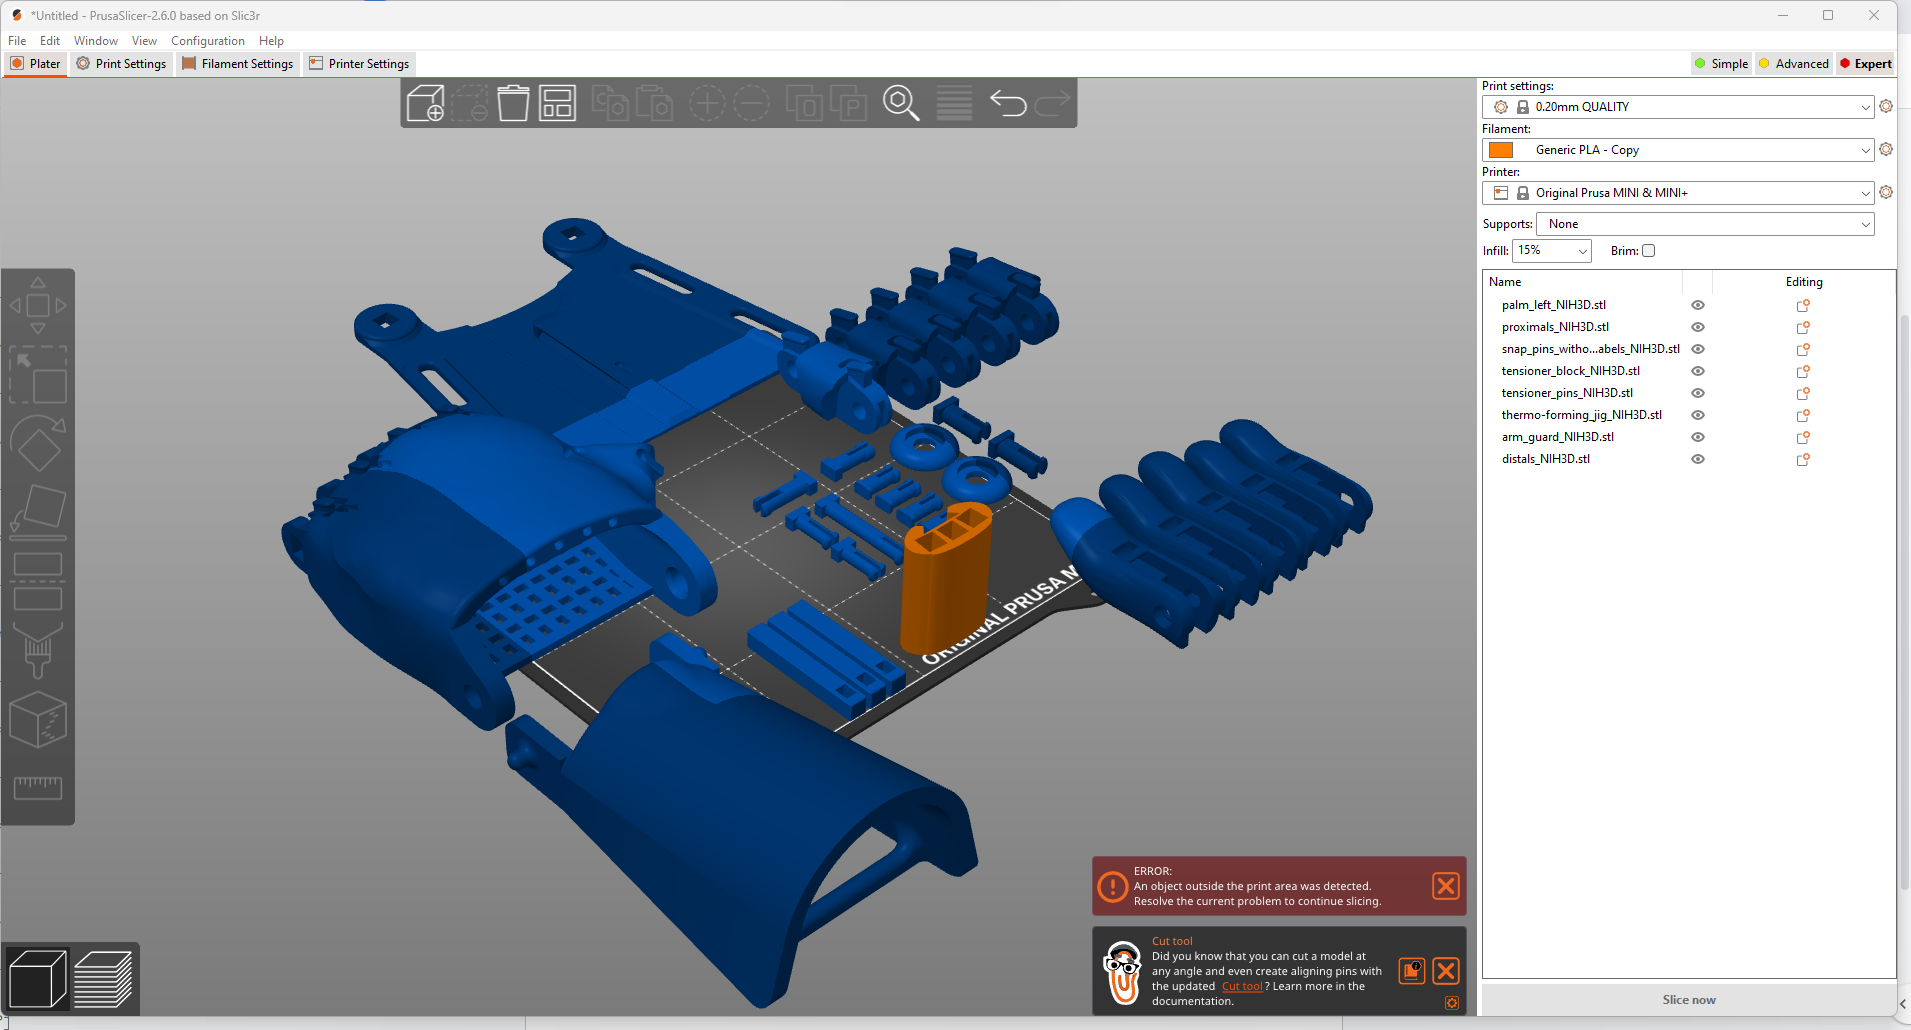 *Untitled - PrusaSlicer-2.6.0 based on Slic3r
File Edit Window View Configuration Help
Plater Print Settings Filament Settings Printer Settings Simple Advanced Expert
Print settings:
0.20mm QUALITY
Filament:
Generic PLA - Copy
Printer:
Original Prusa MINI & MINI+
Supports: None
Infill: 15% Brim:
Name Editing
palm_left_NIH3D.stl
proximals_NIH3D.stl
snap_pins_witho...abels_NIH3D.stl
tensioner_block_NIH3D.stl
tensioner_pins_NIH3D.stl
thermo-forming_jig_NIH3D.stl
arm_guard_NIH3D.stl
distals_NIH3D.stl
ORIGINAL PRUSA M
ERROR:
An object outside the print area was detected.
Resolve the current problem to continue slicing.
Cut tool
Did you know that you can cut a model at
any angle and even create aligning pins with
the updated Cut tool ? Learn more in the
documentation.
Slice now